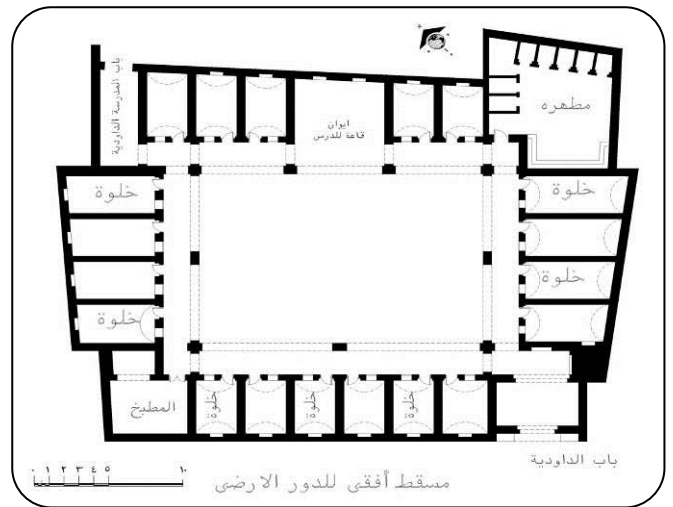 باب المدرسة الداودية
ايوان
قاعة للدرس
مطهره
خلوة
خلوة
خلوة
خلوة
المطبخ
خلوة
خلوة
خلوة
باب الداودية
٠ ١ ٢ ٣ ٤ ٥ ١٠
مسقط أفقى للدور الارضى